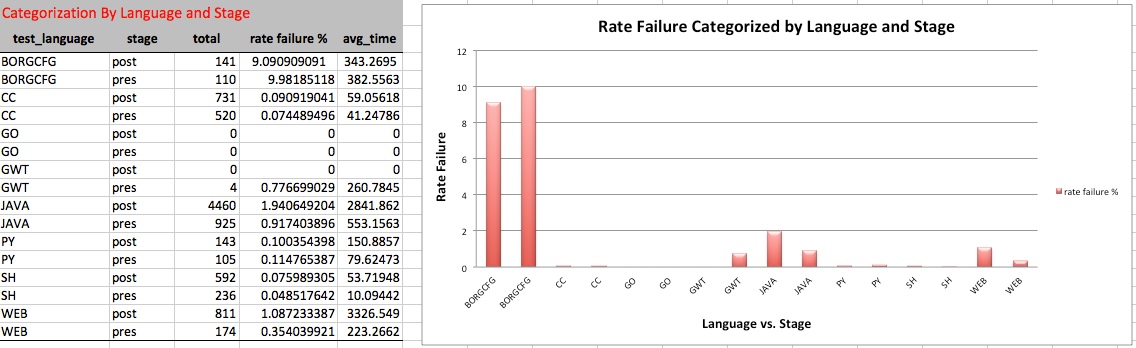 Categorization By Language and Stage
test_language stage total rate failure % avg_time
BORGCFG post 141 9.090909091 343.2695
BORGCFG pres 110 9.98185118 382.5563
CC post 731 0.090919041 59.05618
CC pres 520 0.074489496 41.24786
GO post 0 0 0
GO pres 0 0 0
GWT post 0 0 0
GWT pres 4 0.776699029 260.7845
JAVA post 4460 1.940649204 2841.862
JAVA pres 925 0.917403896 553.1563
PY post 143 0.100354398 150.8857
PY pres 105 0.114765387 79.62473
SH post 592 0.075989305 53.71948
SH pres 236 0.048517642 10.09442
WEB post 811 1.087233387 3326.549
WEB pres 174 0.354039921 223.2662
Rate Failure Categorized by Language and Stage
Rate Failure
12
10
8
6
4
2
0
BORGCFG BORGCFG CC CC GO GO GWT GWT JAVA JAVA PY PY SH SH WEB WEB
Language vs. Stage
rate failure %